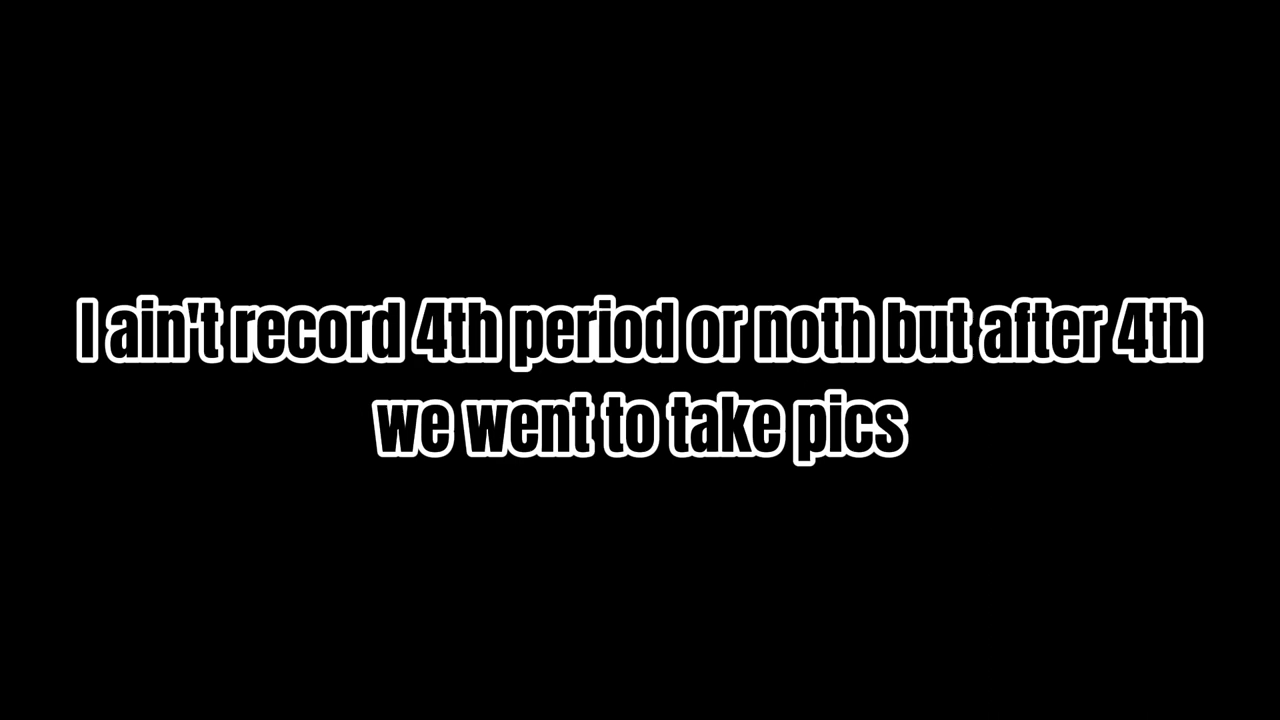 I ain't record 4th period or noth but after 4th
we went to take pics